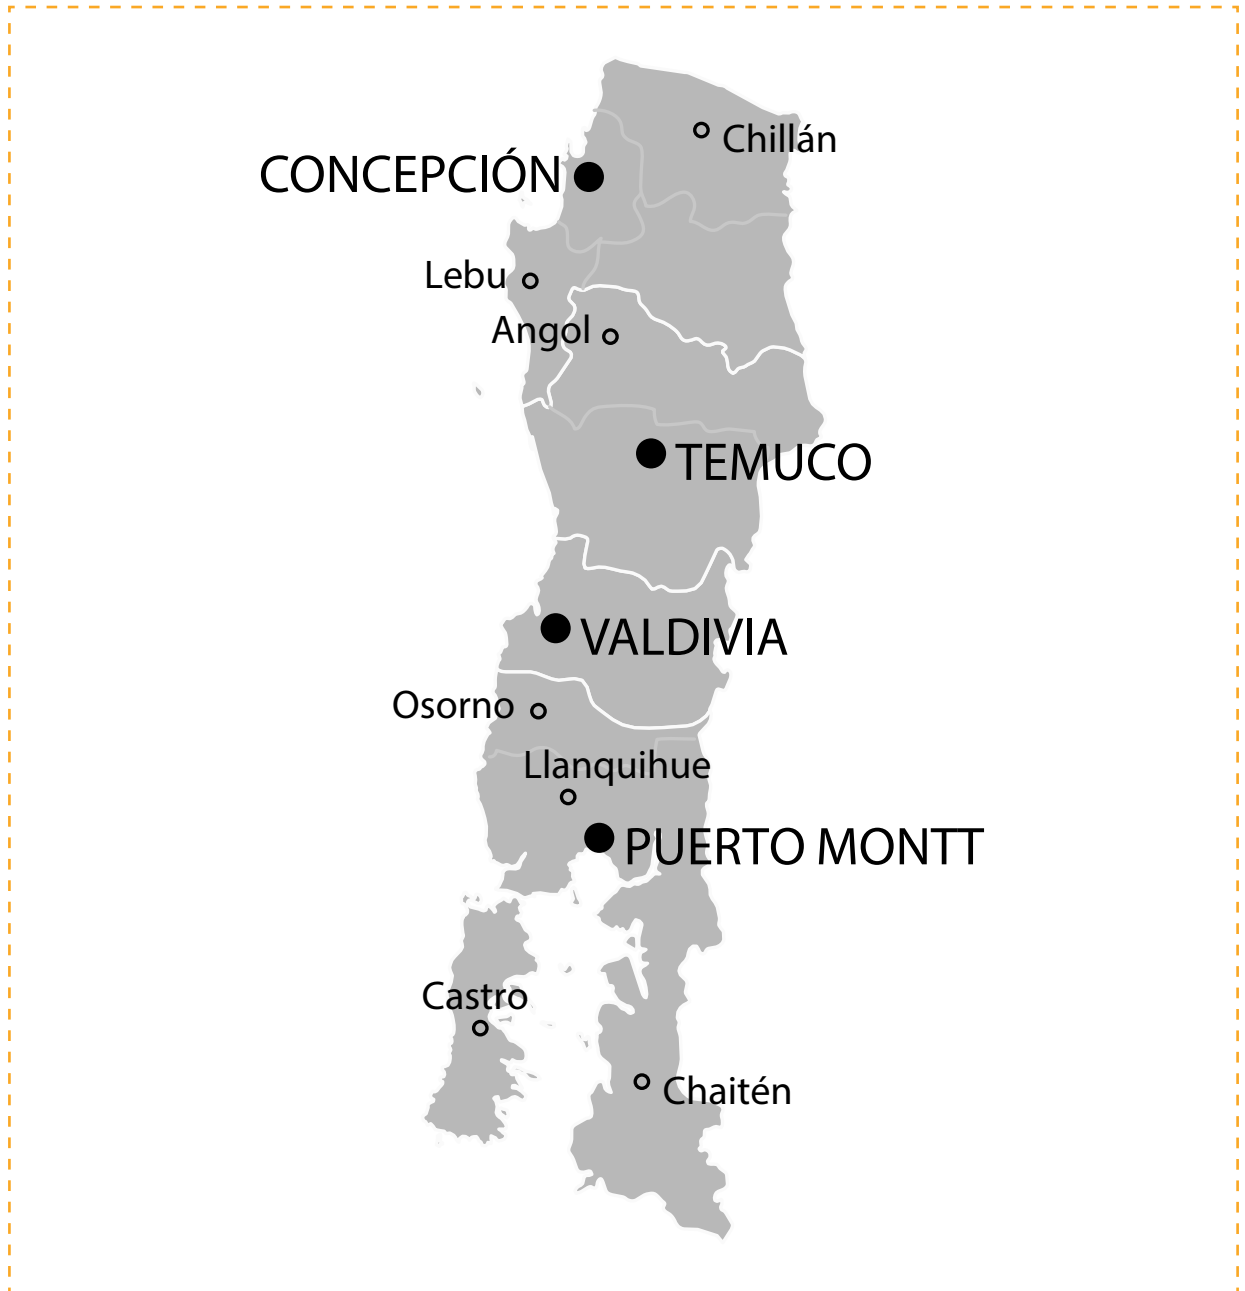 Chillán
CONCEPCIÓN
Lebu
Angol
TEMUCO
VALDIVIA
Osorno
Llanquihue
PUERTO MONTT
Castro
Chaitén